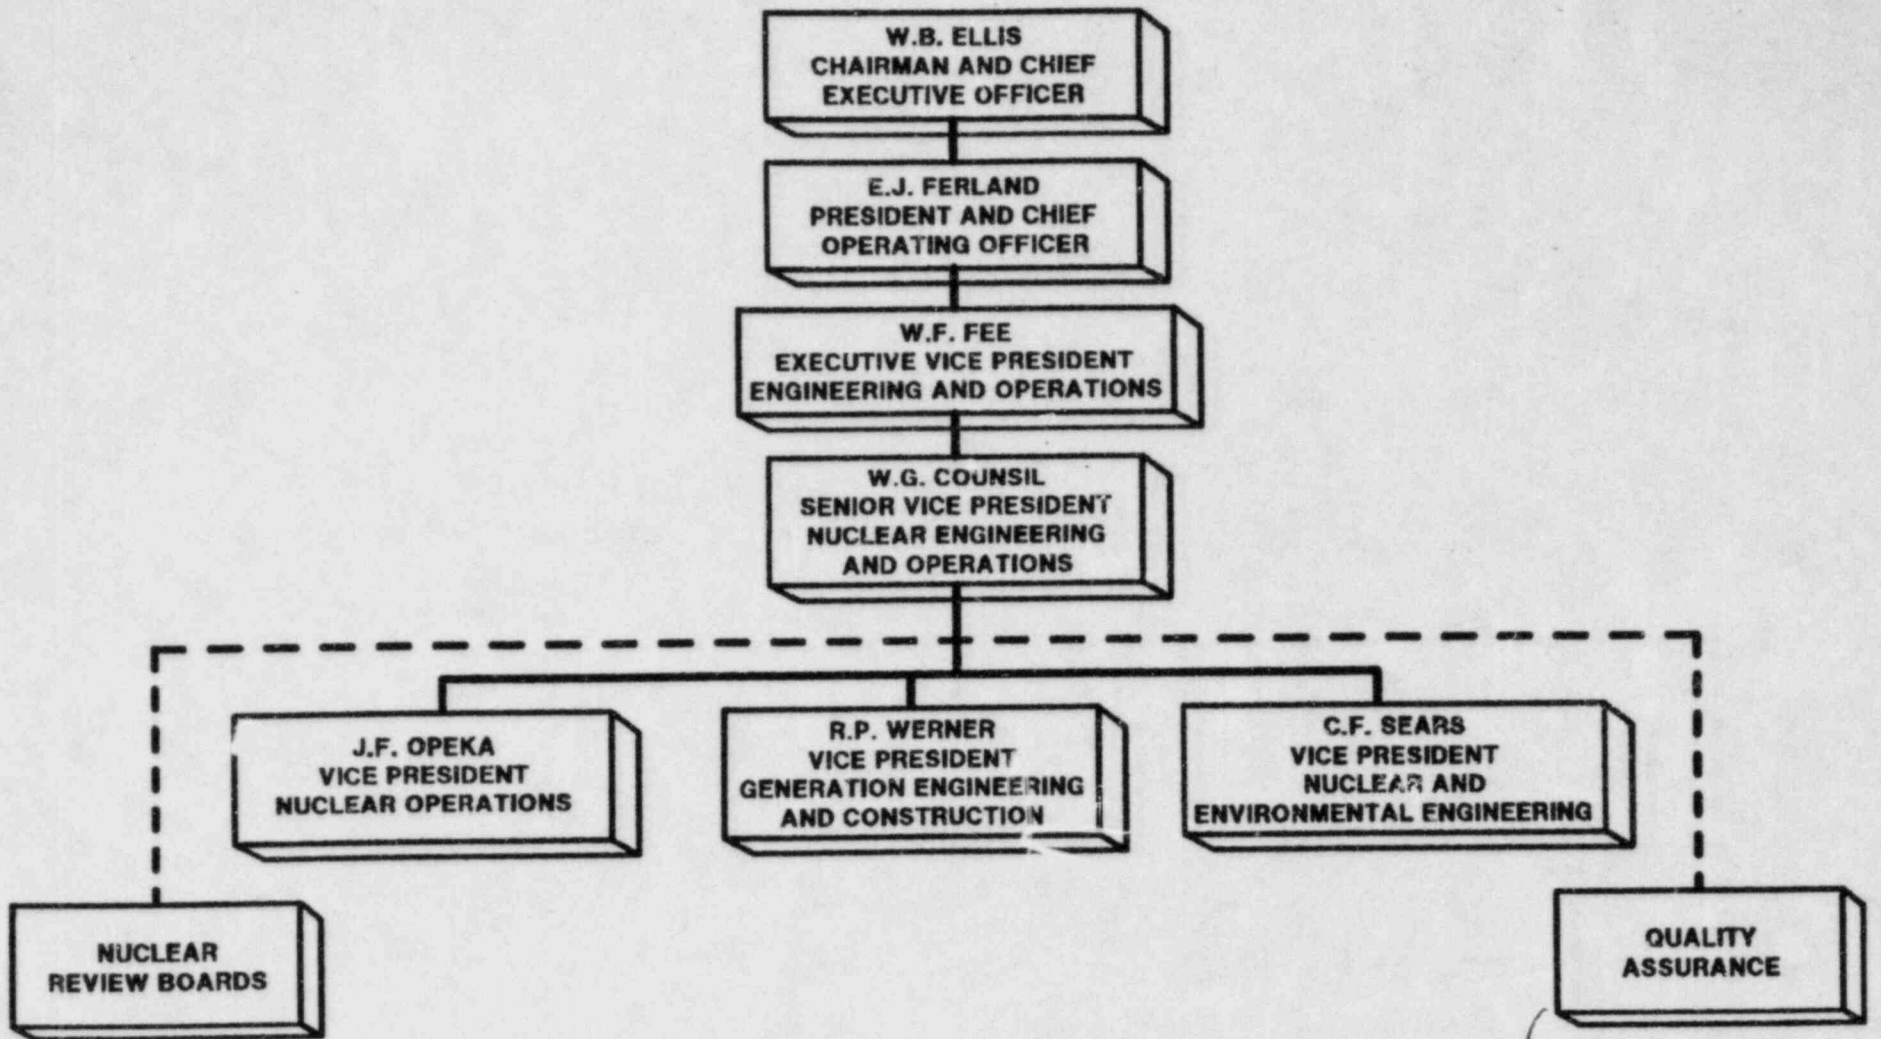 W.B. ELLIS
CHAIRMAN AND CHIEF
EXECUTIVE OFFICER
E.J. FERLAND
PRESIDENT AND CHIEF
OPERATING OFFICER
W.F. FEE
EXECUTIVE VICE PRESIDENT
ENGINEERING AND OPERATIONS
W.G. COUNSIL
SENIOR VICE PRESIDENT
NUCLEAR ENGINEERING
AND OPERATIONS
J.F. OPEKA
VICE PRESIDENT
NUCLEAR OPERATIONS
R.P. WERNER
VICE PRESIDENT
GENERATION ENGINEERING
AND CONSTRUCTION
C.F. SEARS
VICE PRESIDENT
NUCLEAR AND
ENVIRONMENTAL ENGINEERING
NUCLEAR
REVIEW BOARDS
QUALITY
ASSURANCE